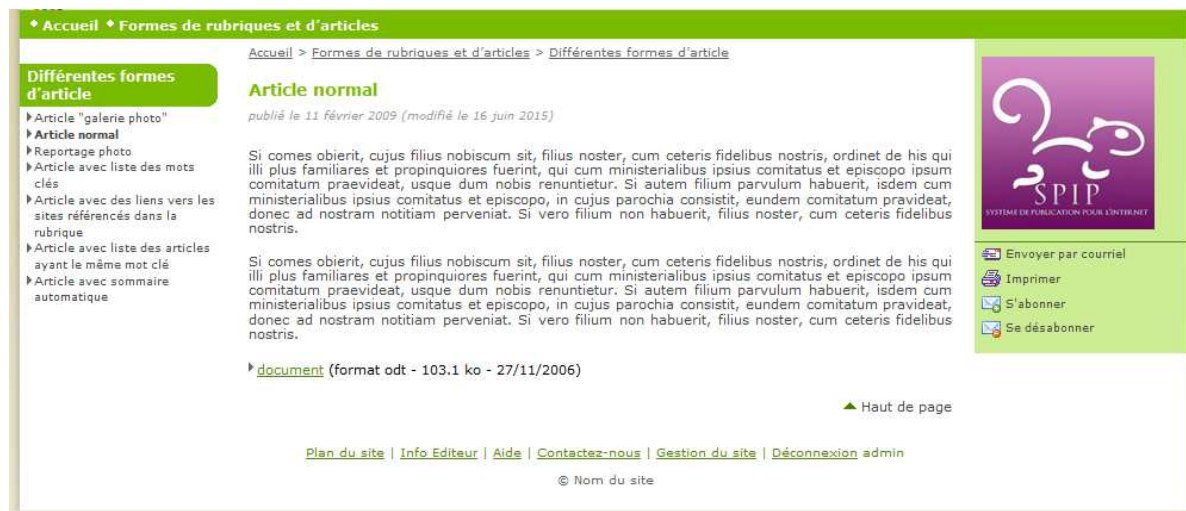 Accueil Formes de rubriques et d'articles
Différentes formes
d'article
Article "galerie photo"
Article normal
Reportage photo
Article avec liste des mots
clés
Article avec des liens vers les
sites référencés dans la
rubrique
Article avec liste des articles
ayant le même mot clé
Article avec sommaire
automatique
Accueil > Formes de rubriques et d'articles > Différentes formes d'article
Article normal
publié le 11 février 2009 (modifié le 16 juin 2015)
Si comes obierit, cujus filius nobiscum sit, filius noster, cum ceteris fidelibus nostris, ordinet de his qui
illi plus familiares et propinquiores fuerint, qui cum ministerialibus ipsius comitatus et episcopo ipsum
comitatum praevideat, usque dum nobis renuntietur. Si autem filium parvulum habuerit, isdem cum
ministerialibus ipsius comitatus et episcopo, in cujus parochia consistit, eundem comitatum pravideat,
donec ad nostram notitiam perveniat. Si vero filium non habuerit, filius noster, cum ceteris fidelibus
nostris.
Si comes obierit, cujus filius nobiscum sit, filius noster, cum ceteris fidelibus nostris, ordinet de his qui
illi plus familiares et propinquiores fuerint, qui cum ministerialibus ipsius comitatus et episcopo ipsum
comitatum praevideat, usque dum nobis renuntietur. Si autem filium parvulum habuerit, isdem cum
ministerialibus ipsius comitatus et episcopo, in cujus parochia consistit, eundem comitatum pravideat,
donec ad nostram notitiam perveniat. Si vero filium non habuerit, filius noster, cum ceteris fidelibus
nostris.
document (format odt - 103.1 ko - 27/11/2006)
Haut de page
SPIP
SYSTÈME DE PUBLICATION POUR L'INTERNET
Envoyer par courriel
Imprimer
S'abonner
Se désabonner
Plan du site | Info Editeur | Aide | Contactez-nous | Gestion du site | Déconnexion admin
© Nom du site